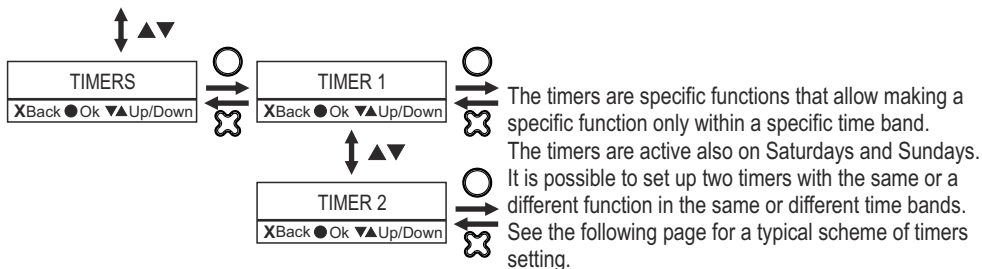 ▲▼
TIMERS
XBack ● Ok ▼▲Up/Down
TIMER 1
XBack ● Ok ▼▲Up/Down
▲▼
TIMER 2
XBack ● Ok ▼▲Up/Down
The timers are specific functions that allow making a
specific function only within a specific time band.
The timers are active also on Saturdays and Sundays.
It is possible to set up two timers with the same or a
different function in the same or different time bands.
See the following page for a typical scheme of timers
setting.